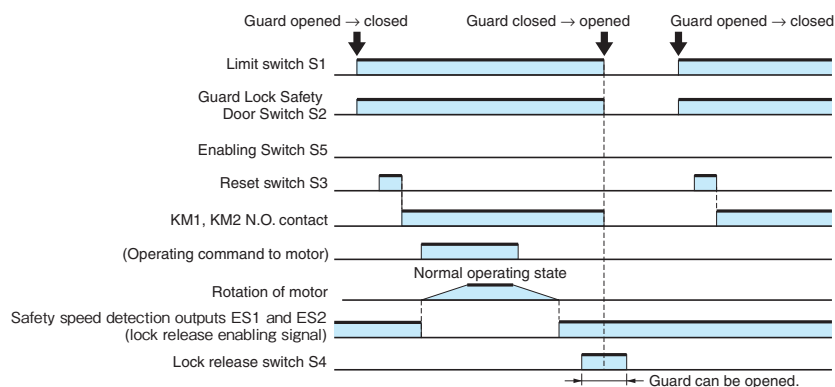 Guard opened → closed
Guard closed → opened
Guard opened → closed
Limit switch S1
Guard Lock Safety
Door Switch S2
Enabling Switch S5
Reset switch S3
KM1, KM2 N.O. contact
(Operating command to motor)
Normal operating state
Rotation of motor
Safety speed detection outputs ES1 and ES2
(lock release enabling signal)
Lock release switch S4
Guard can be opened.